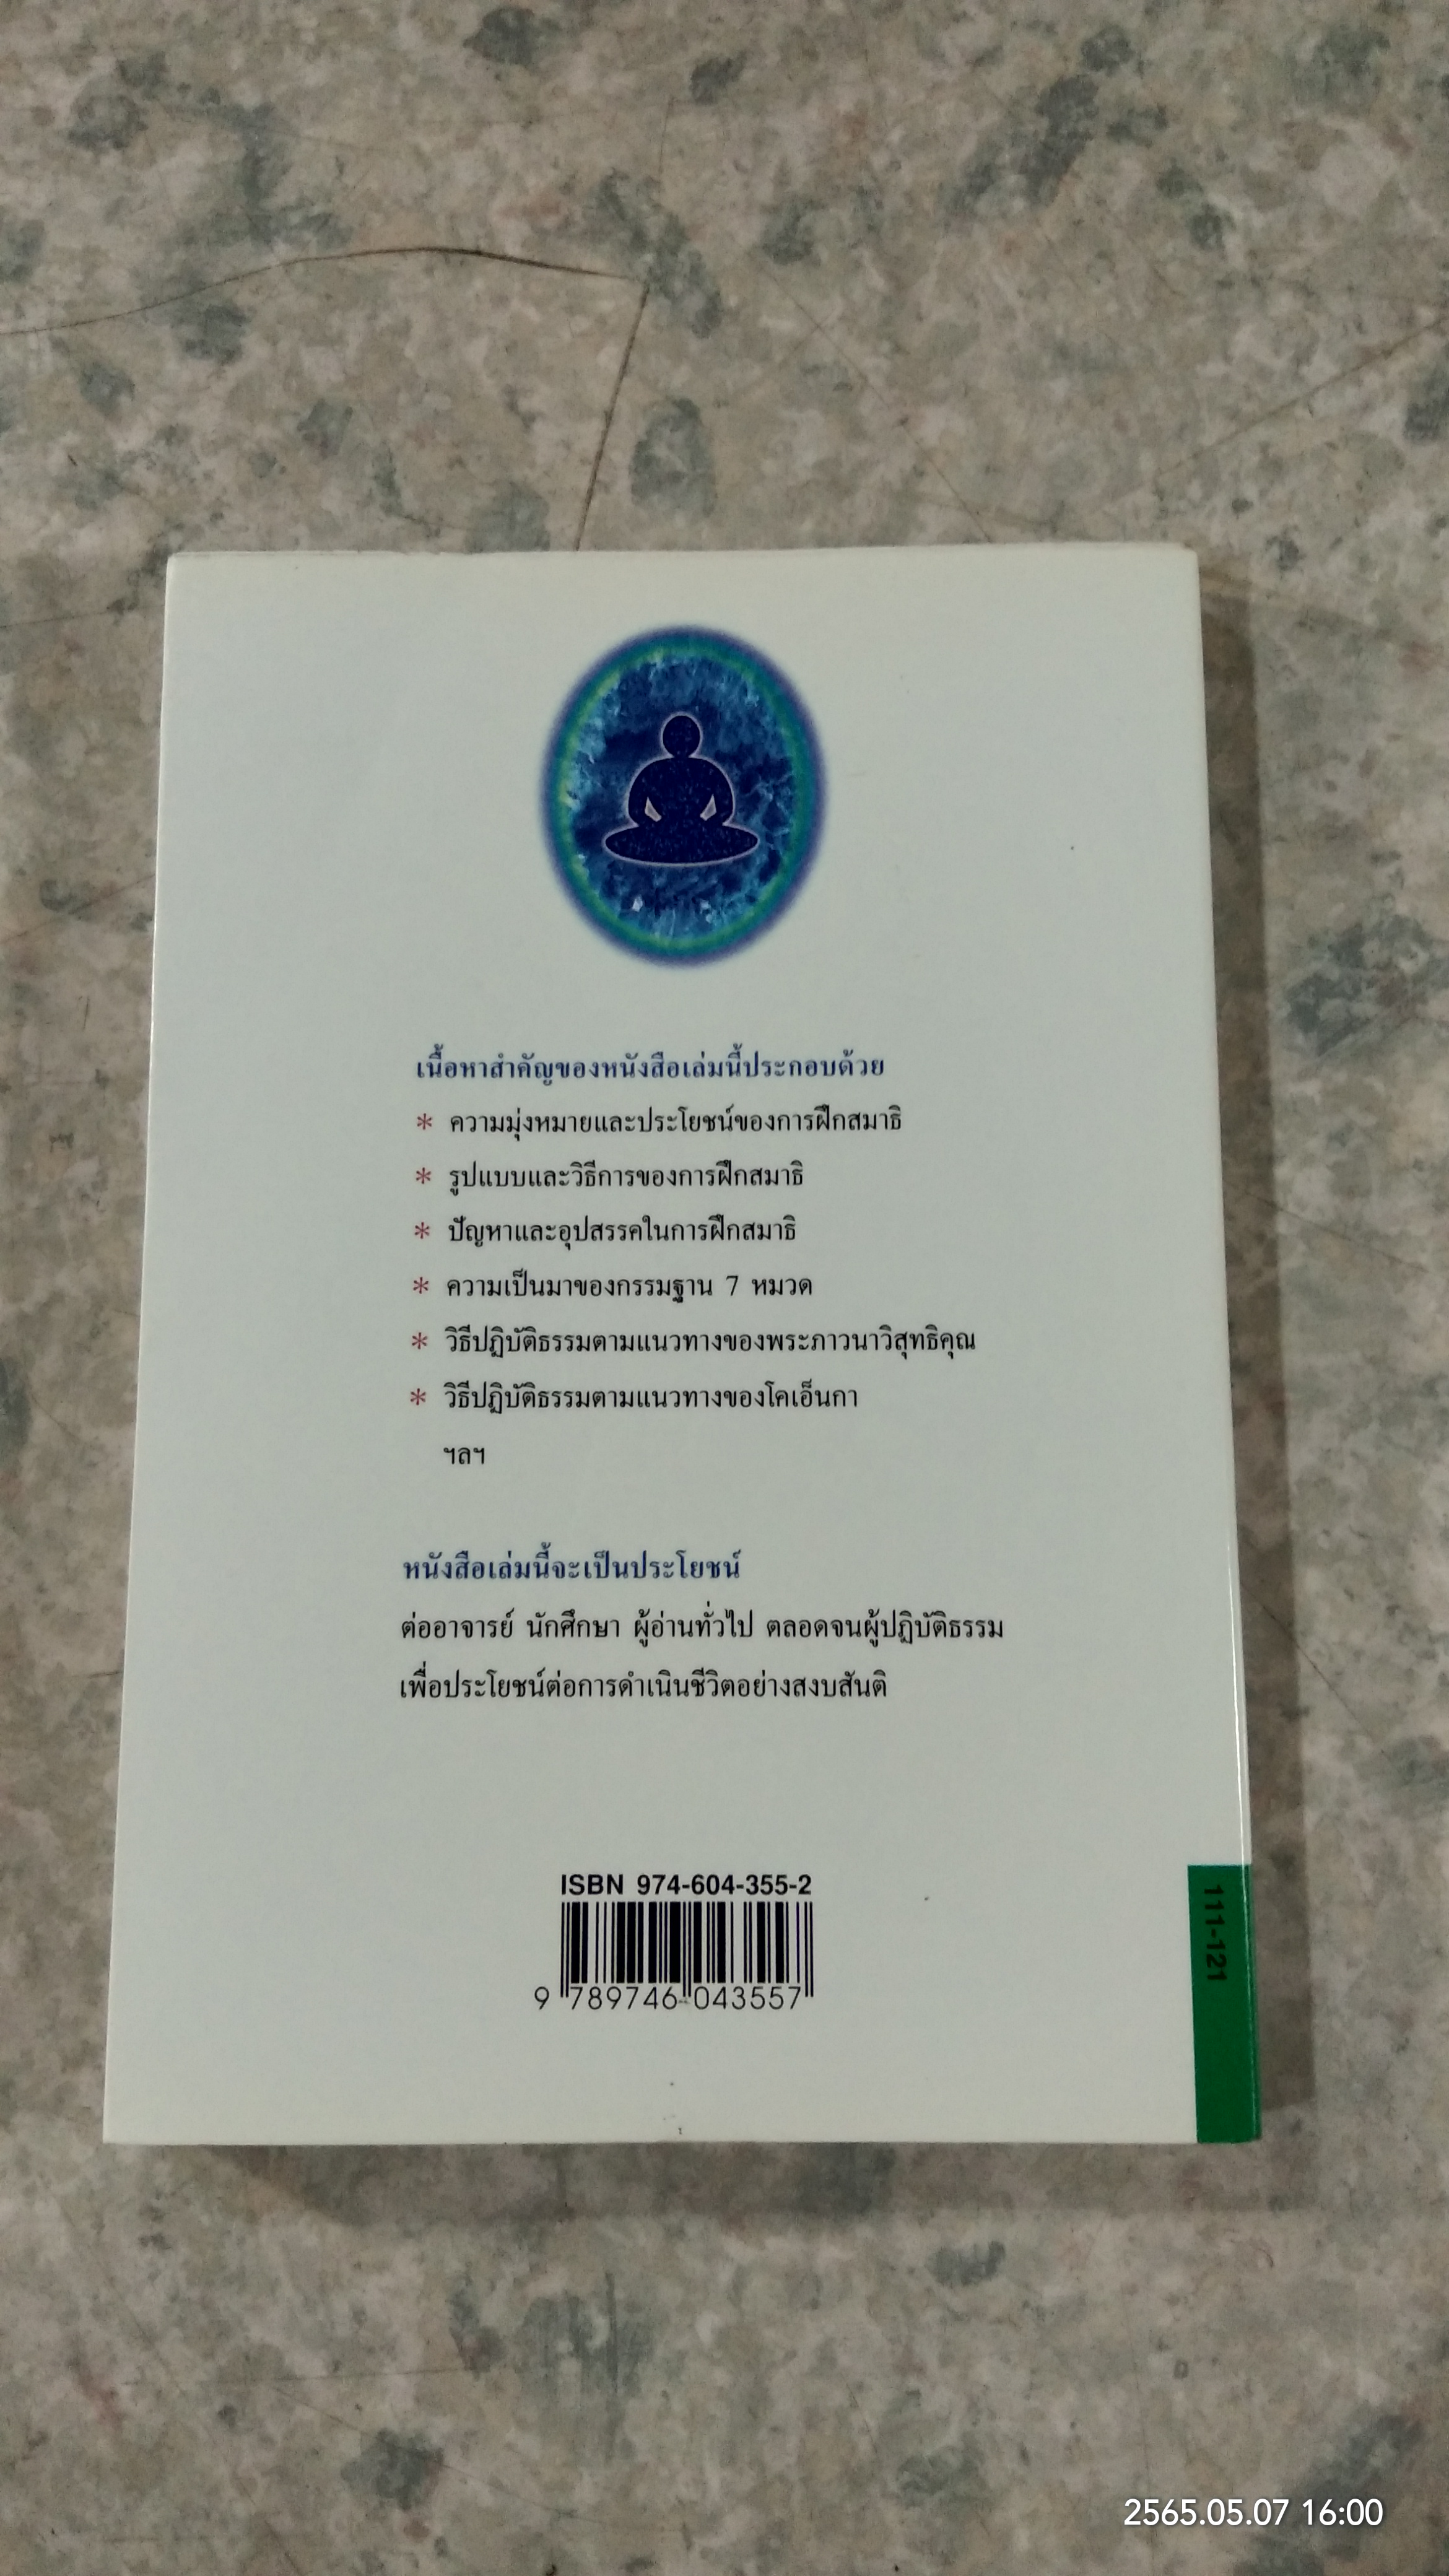 เนื้อหาสำคัญของหนังสือเล่มนี้ประกอบด้วย
* ความมุ่งหมายและประโยชน์ของการฝึกสมาธิ
* รูปแบบและวิธีการของการฝึกสมาธิ
* ปัญหาและอุปสรรคในการฝึกสมาธิ
* ความเป็นมาของกรรมฐาน 7 หมวด
* วิธีปฏิบัติธรรมตามแนวทางของพระภาวนาวิสุทธิคุณ
* วิธีปฏิบัติธรรมตามแนวทางของโคเอ็นกา
ฯลฯ
หนังสือเล่มนี้จะเป็นประโยชน์
ต่ออาจารย์ นักศึกษา ผู้อ่านทั่วไป ตลอดจนผู้ปฏิบัติธรรม
เพื่อประโยชน์ต่อการดำเนินชีวิตอย่างสงบสันติ
ISBN 974-604-355-2
9 789746 043557
111-121
2565.05.07 16:00